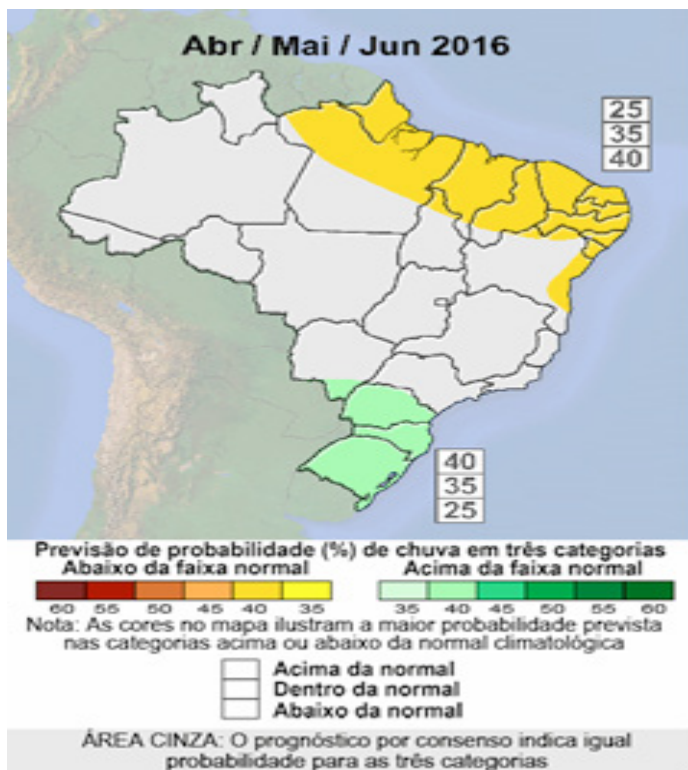 Abr / Mai / Jun 2016
25
35
40
40
35
25
Previsão de probabilidade (%) de chuva em três categorias
Abaixo da faixa normal Acima da faixa normal
60 55 50 45 40 35 35 40 45 50 55 60
Nota: As cores no mapa ilustram a maior probabilidade prevista
nas categorias acima ou abaixo da normal climatológica
Acima da normal
Dentro da normal
Abaixo da normal
ÁREA CINZA: O prognóstico por consenso indica igual
probabilidade para as três categorias